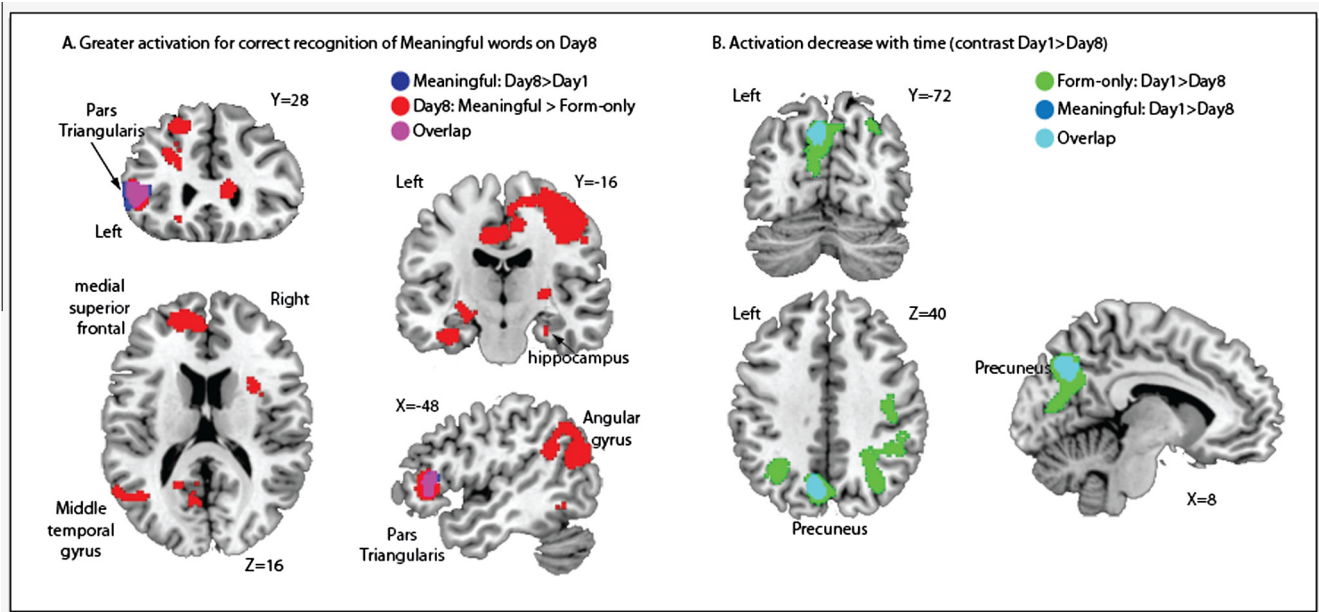 A. Greater activation for correct recognition of Meaningful words on Day8
Meaningful: Day8>Day1
Day8: Meaningful > Form-only
Overlap
Pars
Triangularis
Y=28
Left
Left
Y=-16
hippocampus
medial
superior
frontal
Right
Middle
temporal
gyrus
Z=16
X=-48
Angular
gyrus
Pars
Triangularis
B. Activation decrease with time (contrast Day1>Day8)
Form-only: Day1>Day8
Meaningful: Day1>Day8
Overlap
Left
Y=-72
Left
Z=40
Precuneus
Precuneus
X=8